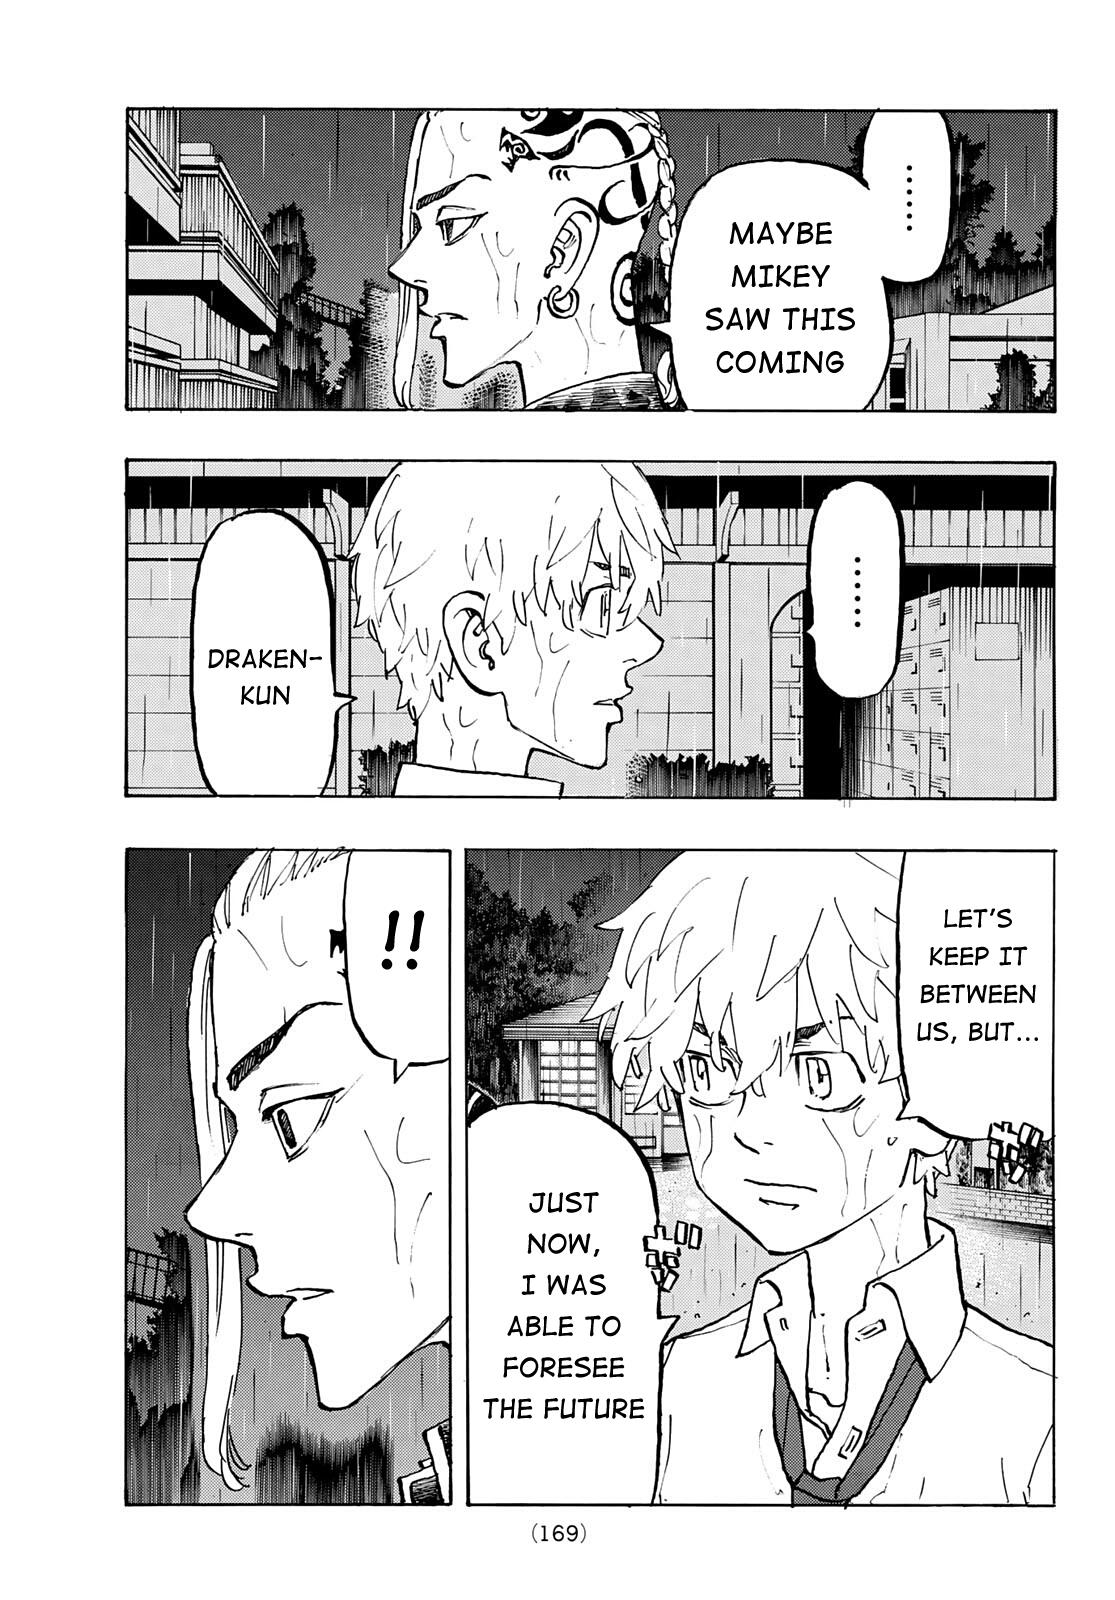 ......
MAYBE
MIKEY
SAW THIS
COMING
......
DRAKEN-
KUN
LET'S
KEEP IT
BETWEEN
US, BUT...
JUST
NOW,
I WAS
ABLE TO
FORESEE
THE FUTURE
!!
(169)